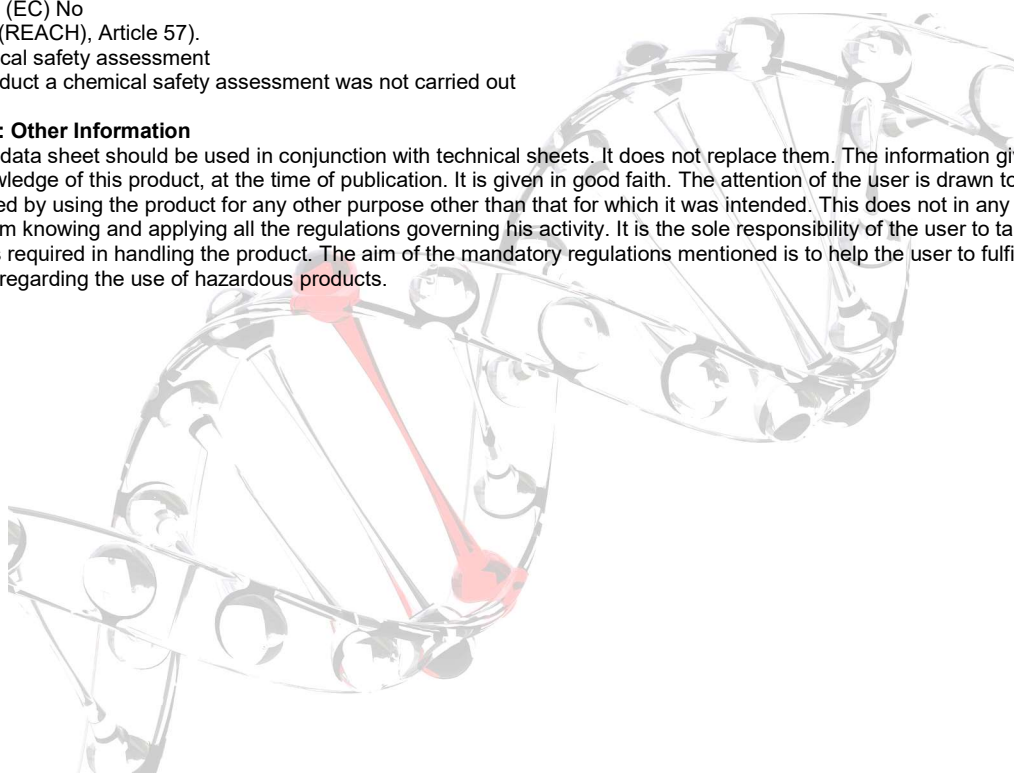 (EC) No
(REACH), Article 57).
cal safety assessment
duct a chemical safety assessment was not carried out
: Other Information
data sheet should be used in conjunction with technical sheets. It does not replace them. The information gi
wledge of this product, at the time of publication. It is given in good faith. The attention of the user is drawn to
ed by using the product for any other purpose other than that for which it was intended. This does not in any
m knowing and applying all the regulations governing his activity. It is the sole responsibility of the user to ta
s required in handling the product. The aim of the mandatory regulations mentioned is to help the user to fulfi
regarding the use of hazardous products.